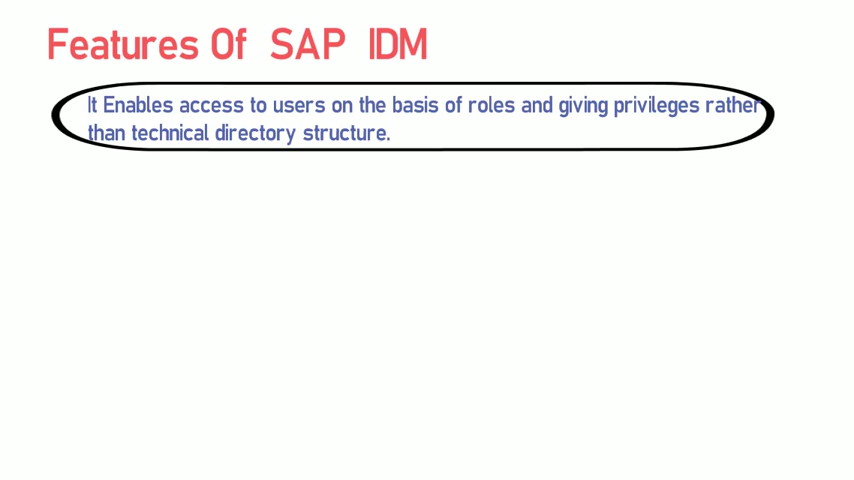 Features Of SAP IDM
It Enables access to users on the basis of roles and giving privileges rather
than technical directory structure.